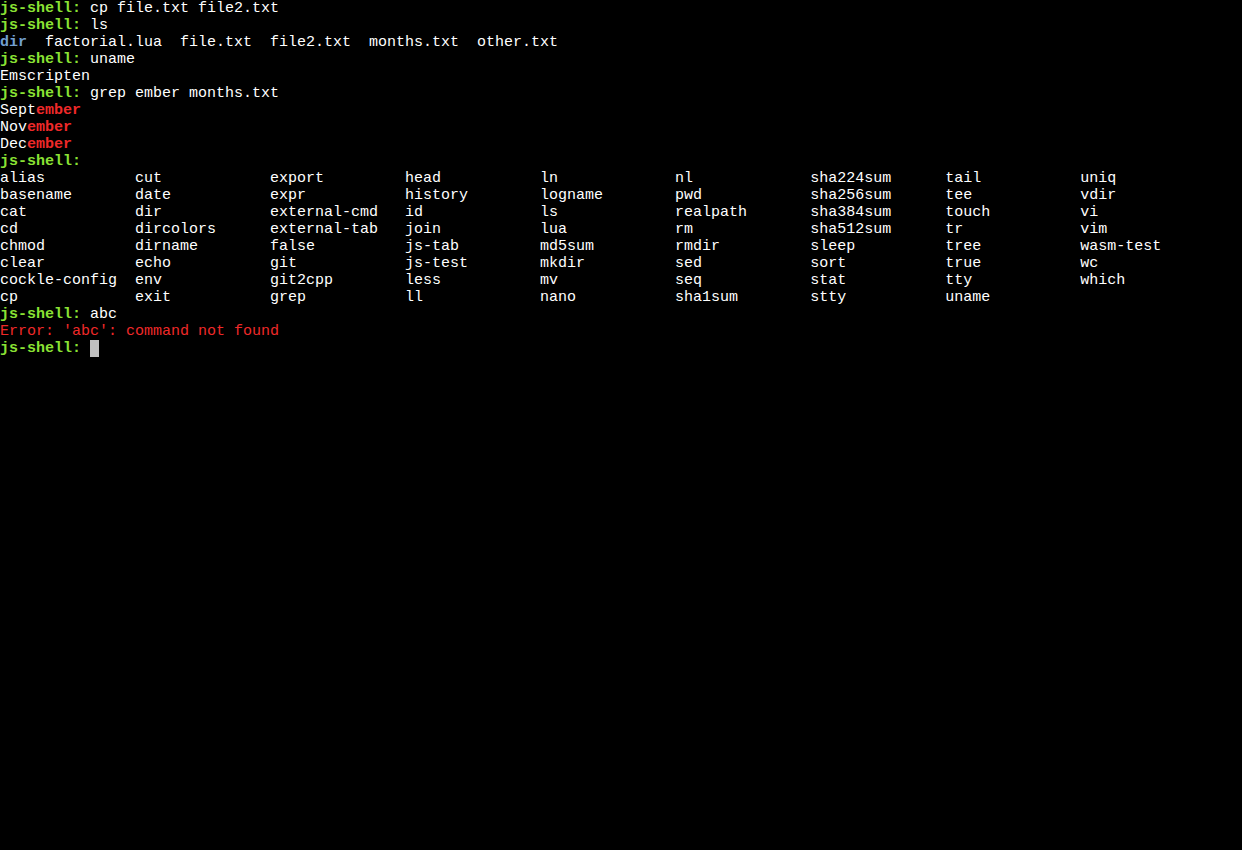 js-shell: cp file.txt file2.txt
js-shell: ls
dir  factorial.lua  file.txt  file2.txt  months.txt  other.txt
js-shell: uname
Emscripten
js-shell: grep ember months.txt
September
November
December
js-shell:
alias          cut            export         head           ln             nl             sha224sum      tail           uniq
basename       date           expr           history        logname        pwd            sha256sum      tee            vdir
cat            dir            external-cmd   id             ls             realpath       sha384sum      touch          vi
cd             dircolors      external-tab   join           lua            rm             sha512sum      tr             vim
chmod          dirname        false          js-tab         md5sum         rmdir          sleep          tree           wasm-test
clear          echo           git            js-test        mkdir          sed            sort           true           wc
cockle-config  env            git2cpp        less           mv             seq            stat           tty            which
cp             exit           grep           ll             nano           sha1sum        stty           uname
js-shell: abc
Error: 'abc': command not found
js-shell: